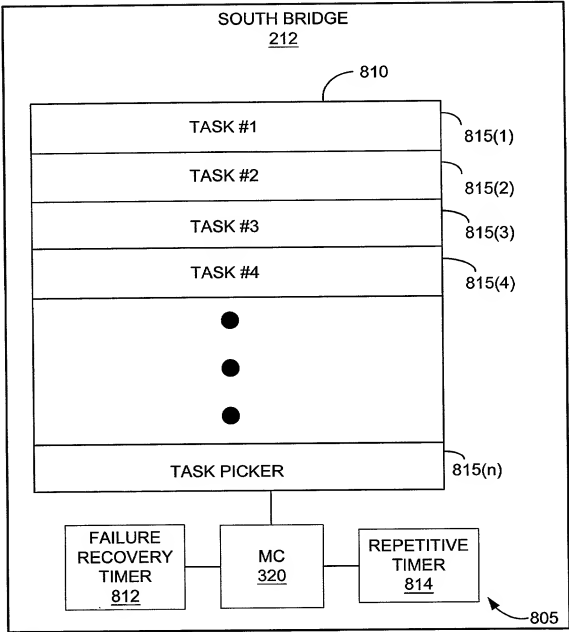 SOUTH BRIDGE
212
810
TASK #1
815(1)
TASK #2
815(2)
TASK #3
815(3)
TASK #4
815(4)
TASK PICKER
815(n)
FAILURE
RECOVERY
TIMER
812
MC
320
REPETITIVE
TIMER
814
805